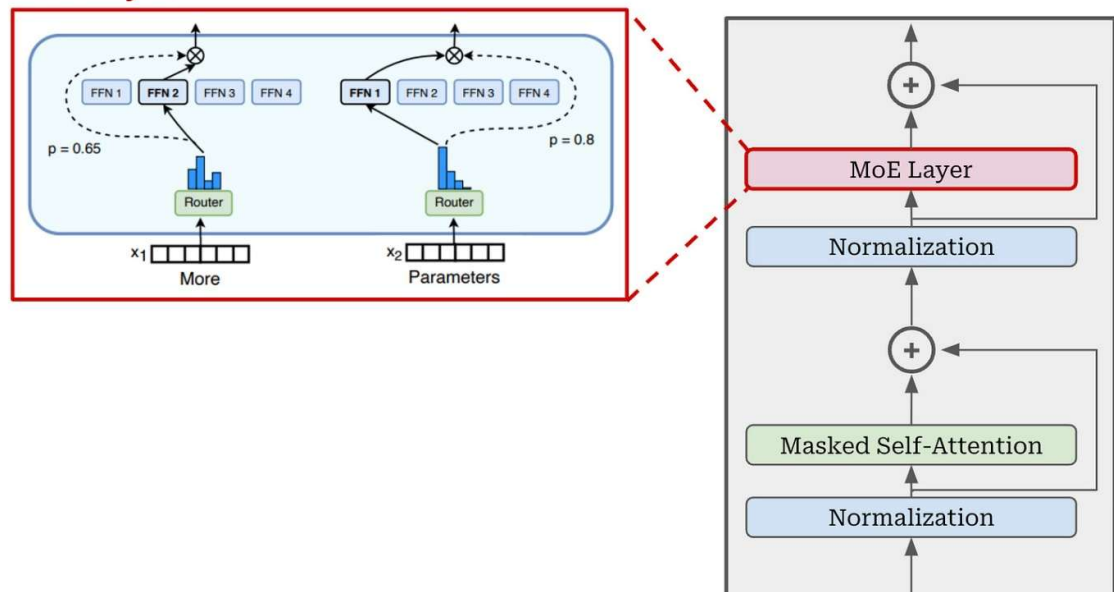 FFN 1 FFN 2 FFN 3 FFN 4
p = 0.65
Router
x1
More
FFN 1 FFN 2 FFN 3 FFN 4
p = 0.8
Router
x2
Parameters
+
MoE Layer
Normalization
+
Masked Self-Attention
Normalization